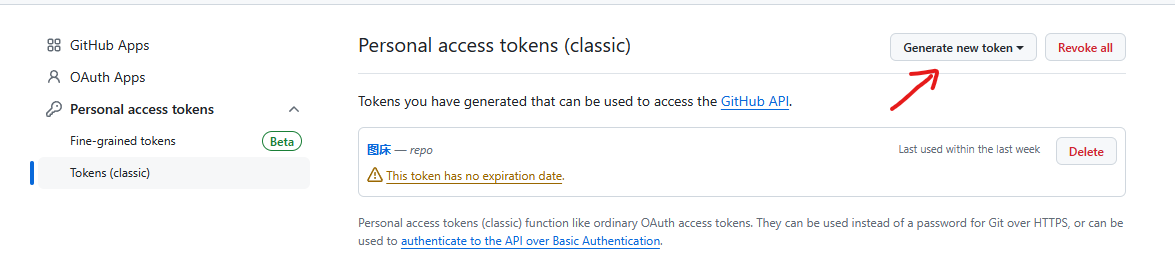 GitHub Apps
OAuth Apps
Personal access tokens
Fine-grained tokens Beta
Tokens (classic)
Personal access tokens (classic)
Generate new token
Revoke all
Tokens you have generated that can be used to access the GitHub API.
图床 — repo
Last used within the last week
Delete
This token has no expiration date.
Personal access tokens (classic) function like ordinary OAuth access tokens. They can be used instead of a password for Git over HTTPS, or can be
used to authenticate to the API over Basic Authentication.